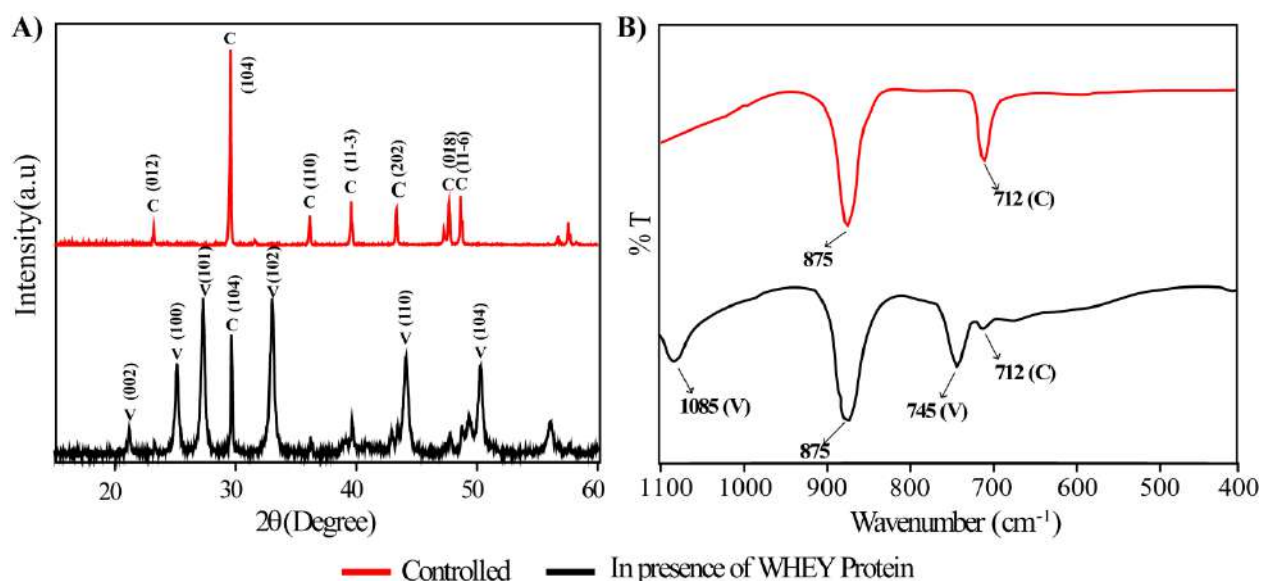 A)
Intensity(a.u)
C (012)
C (104)
C (110)
C (11-3)
C (202)
C (018)
C (11-6)
V (002)
V (100)
V (101)
C (104)
V (102)
V (110)
V (104)
20 30 40 50 60
2θ(Degree)
B)
% T
712 (C)
875
1085 (V)
875
745 (V)
712 (C)
1100 1000 900 800 700 600 500 400
Wavenumber (cm⁻¹)
Controlled In presence of WHEY Protein